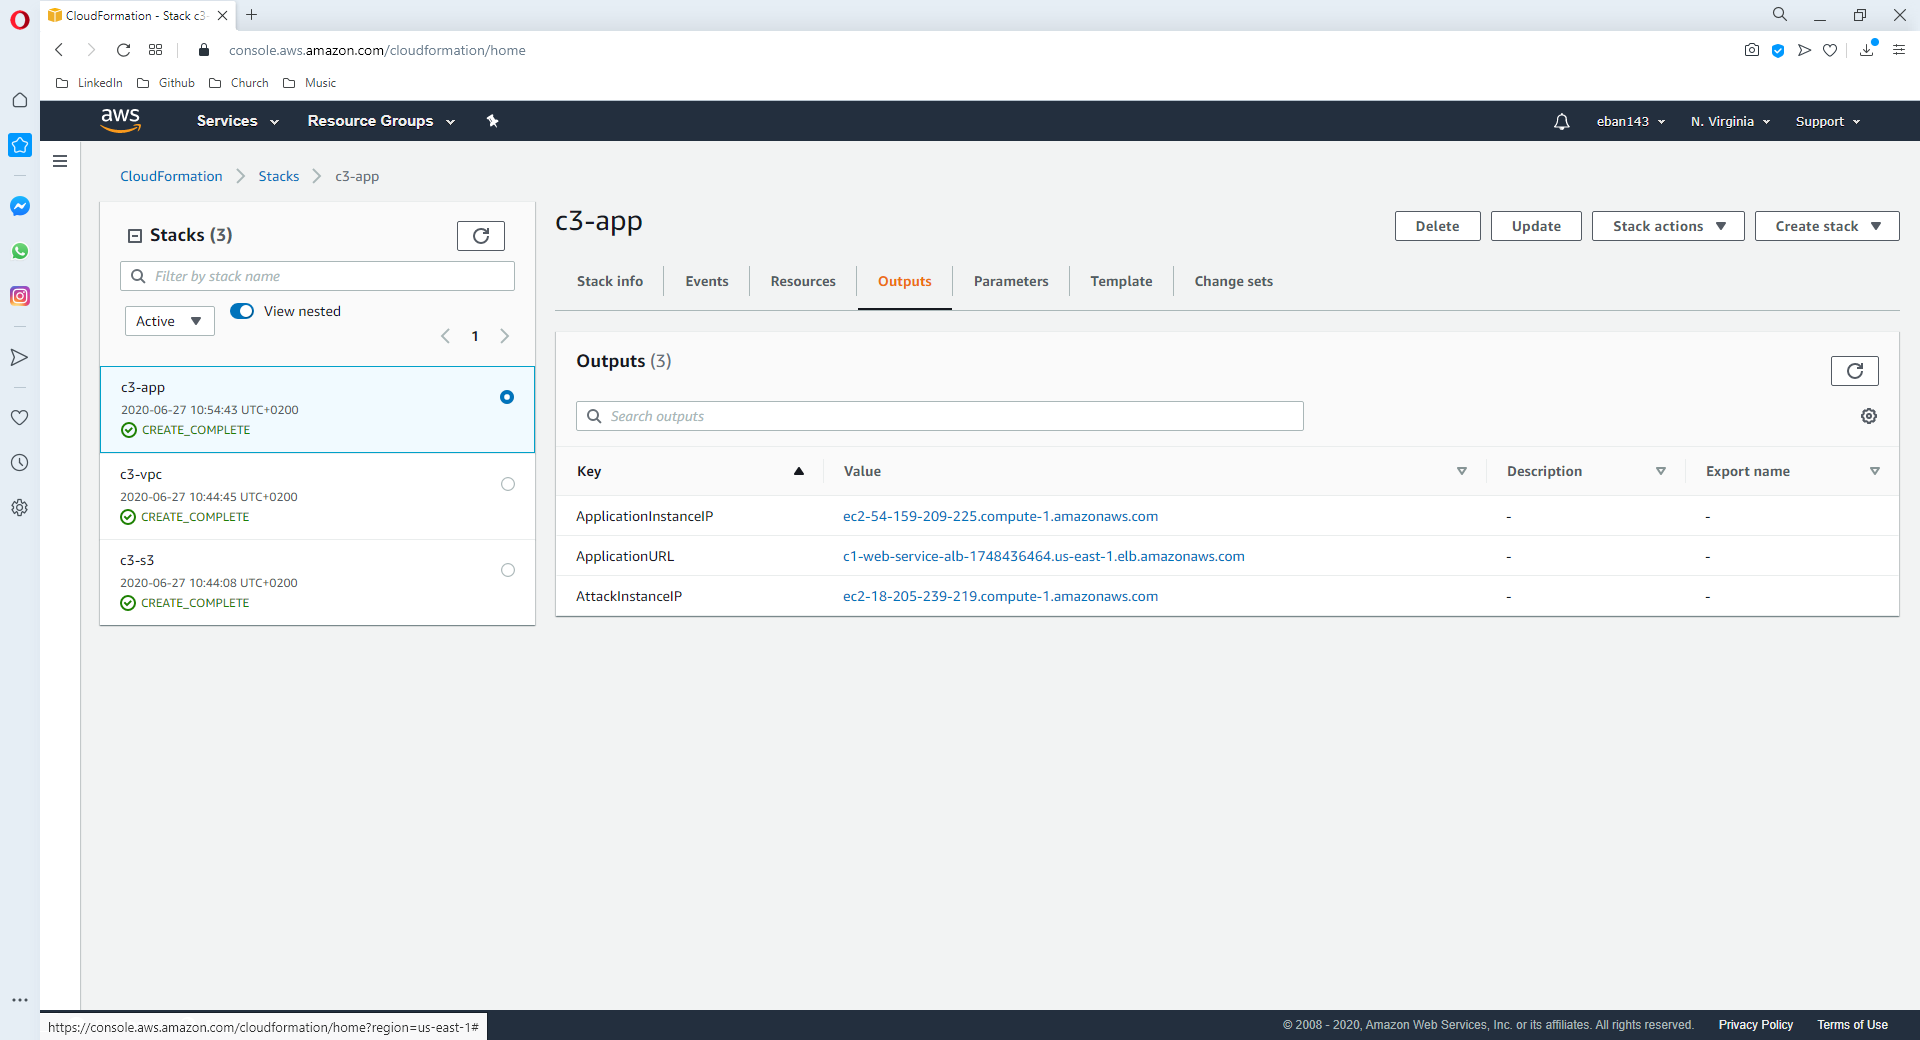 CloudFormation - Stack c3-
console.aws.amazon.com/cloudformation/home
LinkedIn Github Church Music
aws Services Resource Groups eban143 N. Virginia Support
CloudFormation Stacks c3-app
Stacks (3)
Filter by stack name
Active View nested
1
c3-app
2020-06-27 10:54:43 UTC+0200
CREATE_COMPLETE
c3-vpc
2020-06-27 10:44:45 UTC+0200
CREATE_COMPLETE
c3-s3
2020-06-27 10:44:08 UTC+0200
CREATE_COMPLETE
c3-app
Delete Update Stack actions Create stack
Stack info Events Resources Outputs Parameters Template Change sets
Outputs (3)
Search outputs
Key Value Description Export name
ApplicationInstanceIP ec2-54-159-209-225.compute-1.amazonaws.com - -
ApplicationURL c1-web-service-alb-1748436464.us-east-1.elb.amazonaws.com - -
AttackInstanceIP ec2-18-205-239-219.compute-1.amazonaws.com - -
https://console.aws.amazon.com/cloudformation/home?region=us-east-1#
© 2008 - 2020, Amazon Web Services, Inc. or its affiliates. All rights reserved. Privacy Policy Terms of Use